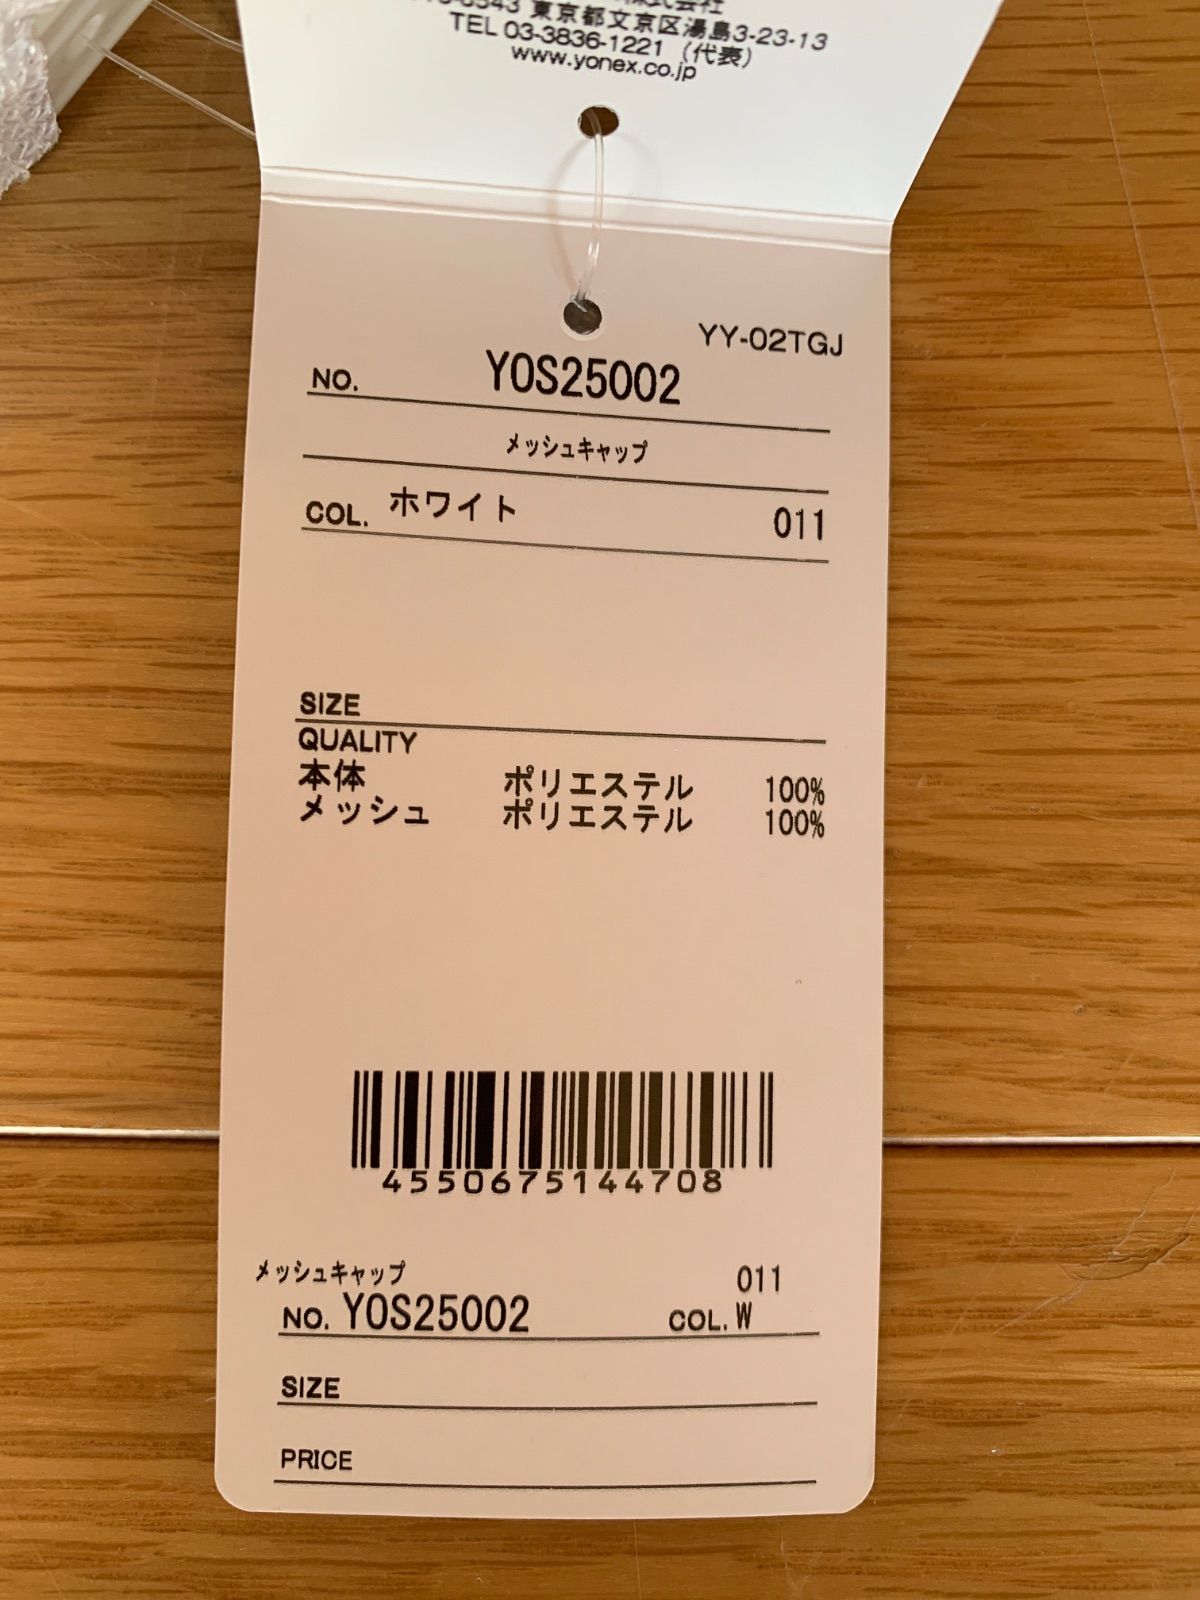 株式会社
東京都文京区湯島3-23-13
TEL 03-3836-1221 (代表)
www.yonex.co.jp
YY-02TGJ
NO. YOS25002
メッシュキャップ
COL. ホワイト 011
SIZE
QUALITY
本体 ポリエステル 100%
メッシュ ポリエステル 100%
4550675144708
メッシュキャップ 011
NO. YOS25002 COL. W
SIZE
PRICE